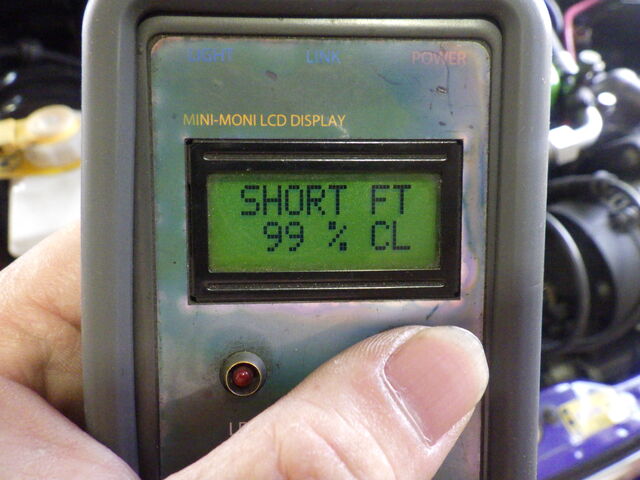 LIGHT LINK POWER
MINI-MONI LCD DISPLAY
SHORT FT
99 % CL